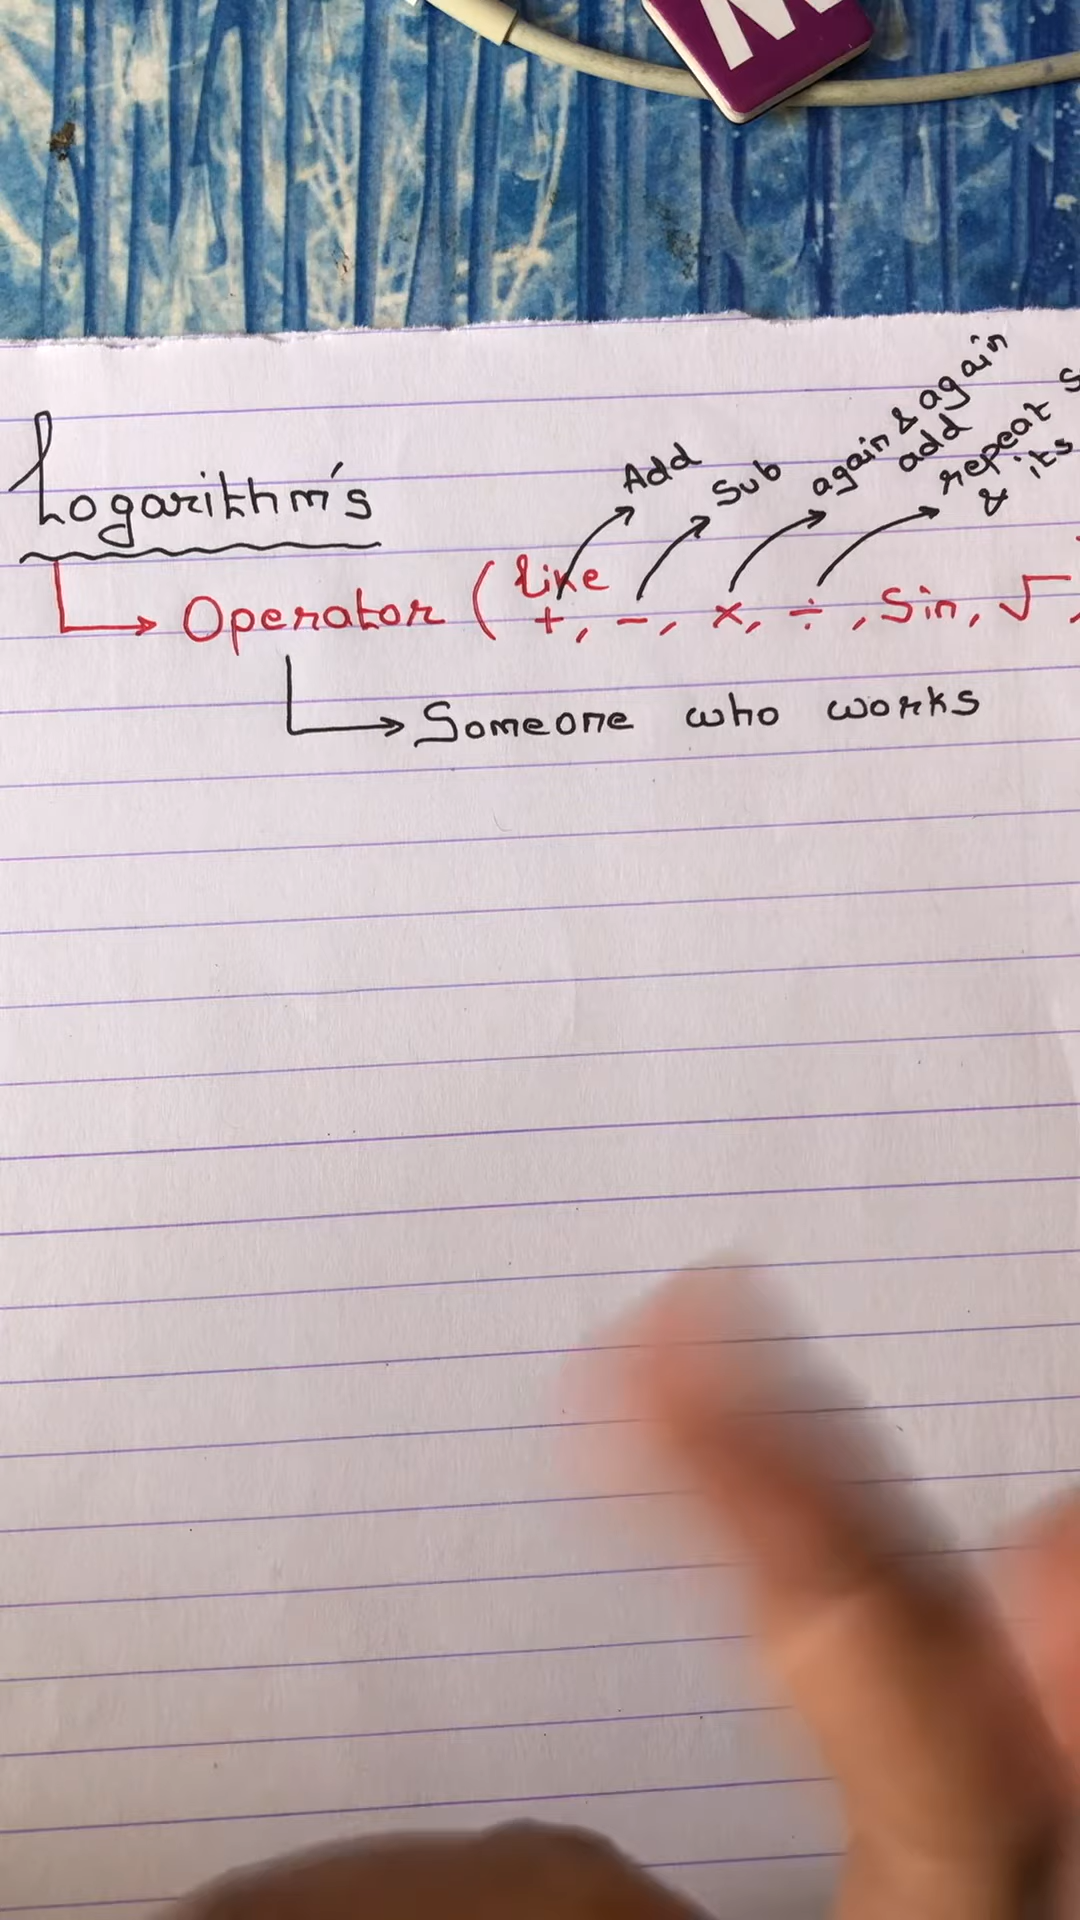 M
Logarithm's
Add
Sub
again & again
add
repeat
& its
Operator ( like
+, -, ×, ÷, Sin, √ ,
Someone who works